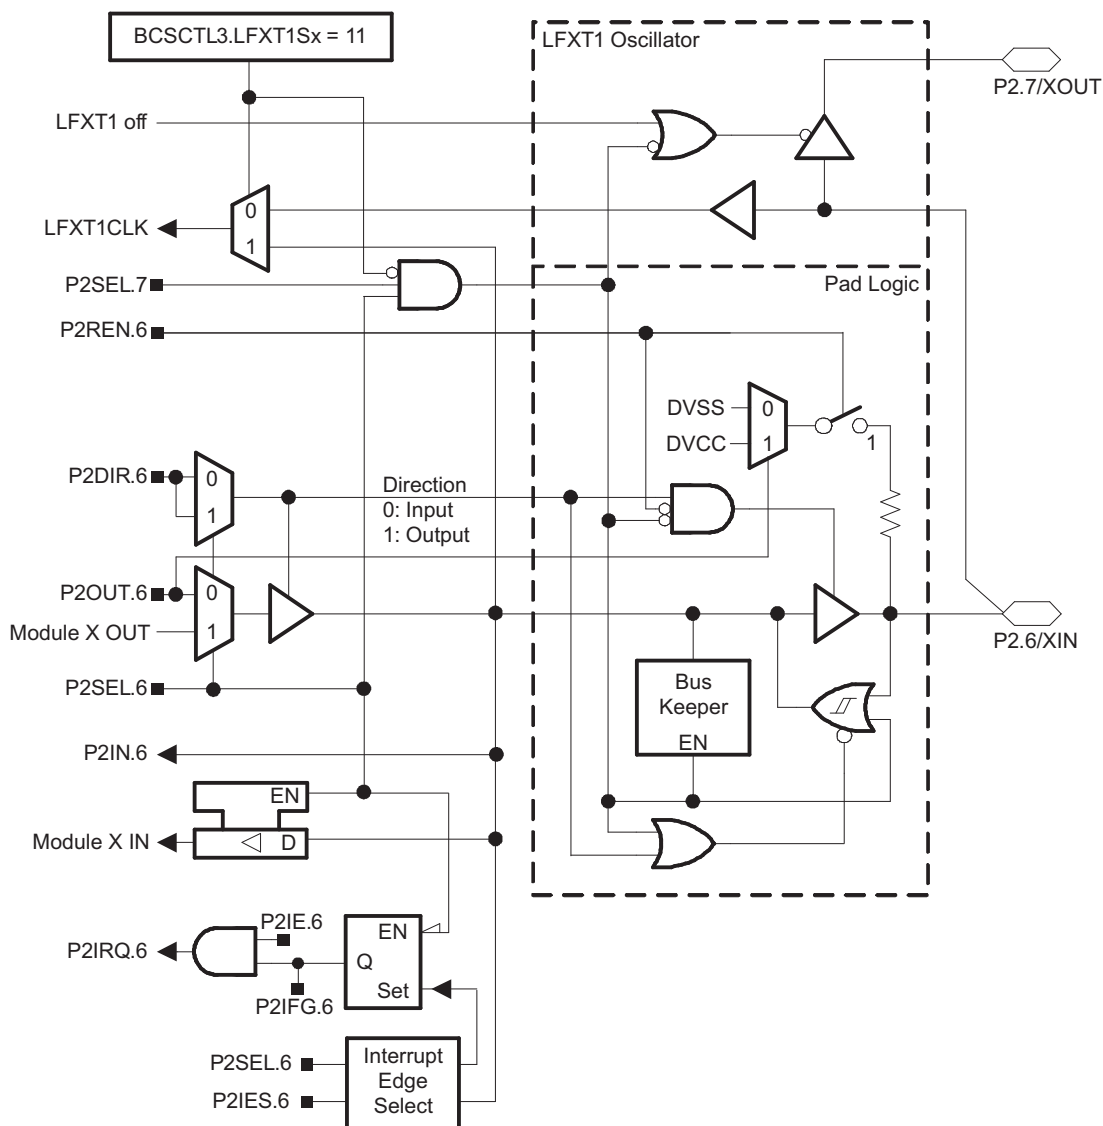 BCSCTL3.LFXT1Sx = 11
LFXT1 Oscillator
P2.7/XOUT
LFXT1 off
0
LFXT1CLK
1
P2SEL.7
Pad Logic
P2REN.6
DVSS
0
DVCC
1
1
P2DIR.6
0
1
Direction
0: Input
1: Output
P2OUT.6
0
Module X OUT
1
P2.6/XIN
P2SEL.6
Bus
Keeper
EN
P2IN.6
EN
Module X IN
D
P2IE.6
EN
P2IRQ.6
Q
Set
P2IFG.6
P2SEL.6
Interrupt
Edge
Select
P2IES.6